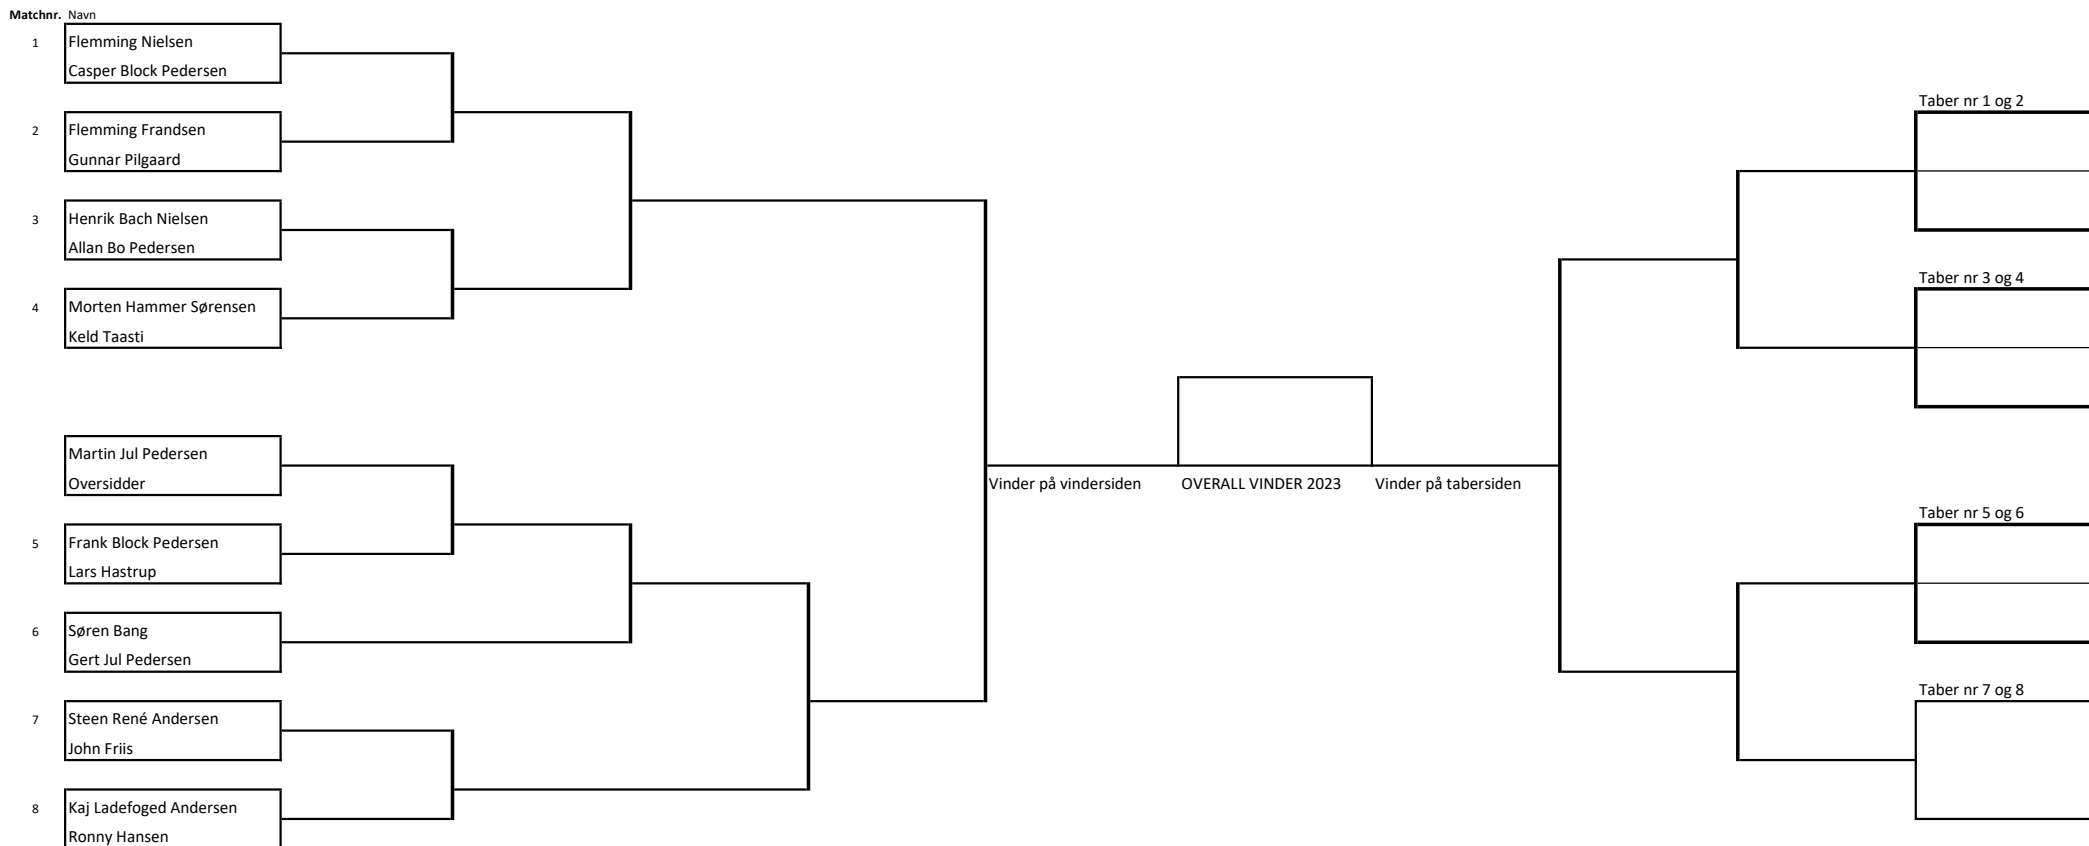 Matchnr. Navn
1 Flemming Nielsen
Casper Block Pedersen
2 Flemming Frandsen
Gunnar Pilgaard
3 Henrik Bach Nielsen
Allan Bo Pedersen
4 Morten Hammer Sørensen
Keld Taasti
Martin Jul Pedersen
Oversidder
5 Frank Block Pedersen
Lars Hastrup
6 Søren Bang
Gert Jul Pedersen
7 Steen René Andersen
John Friis
8 Kaj Ladefoged Andersen
Ronny Hansen
Vinder på vindersiden
OVERALL VINDER 2023
Vinder på tabersiden
Taber nr 1 og 2
Taber nr 3 og 4
Taber nr 5 og 6
Taber nr 7 og 8